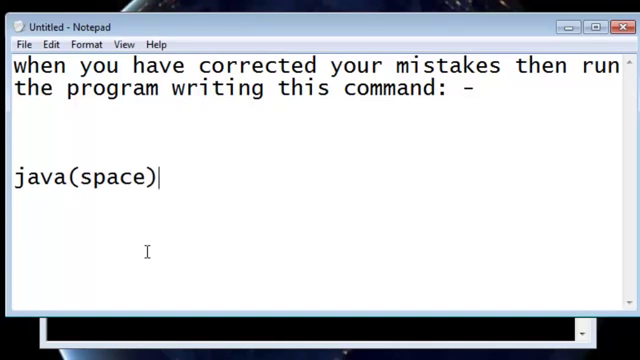 Untitled - Notepad
File Edit Format View Help
when you have corrected your mistakes then run
the program writing this command: -
java(space)